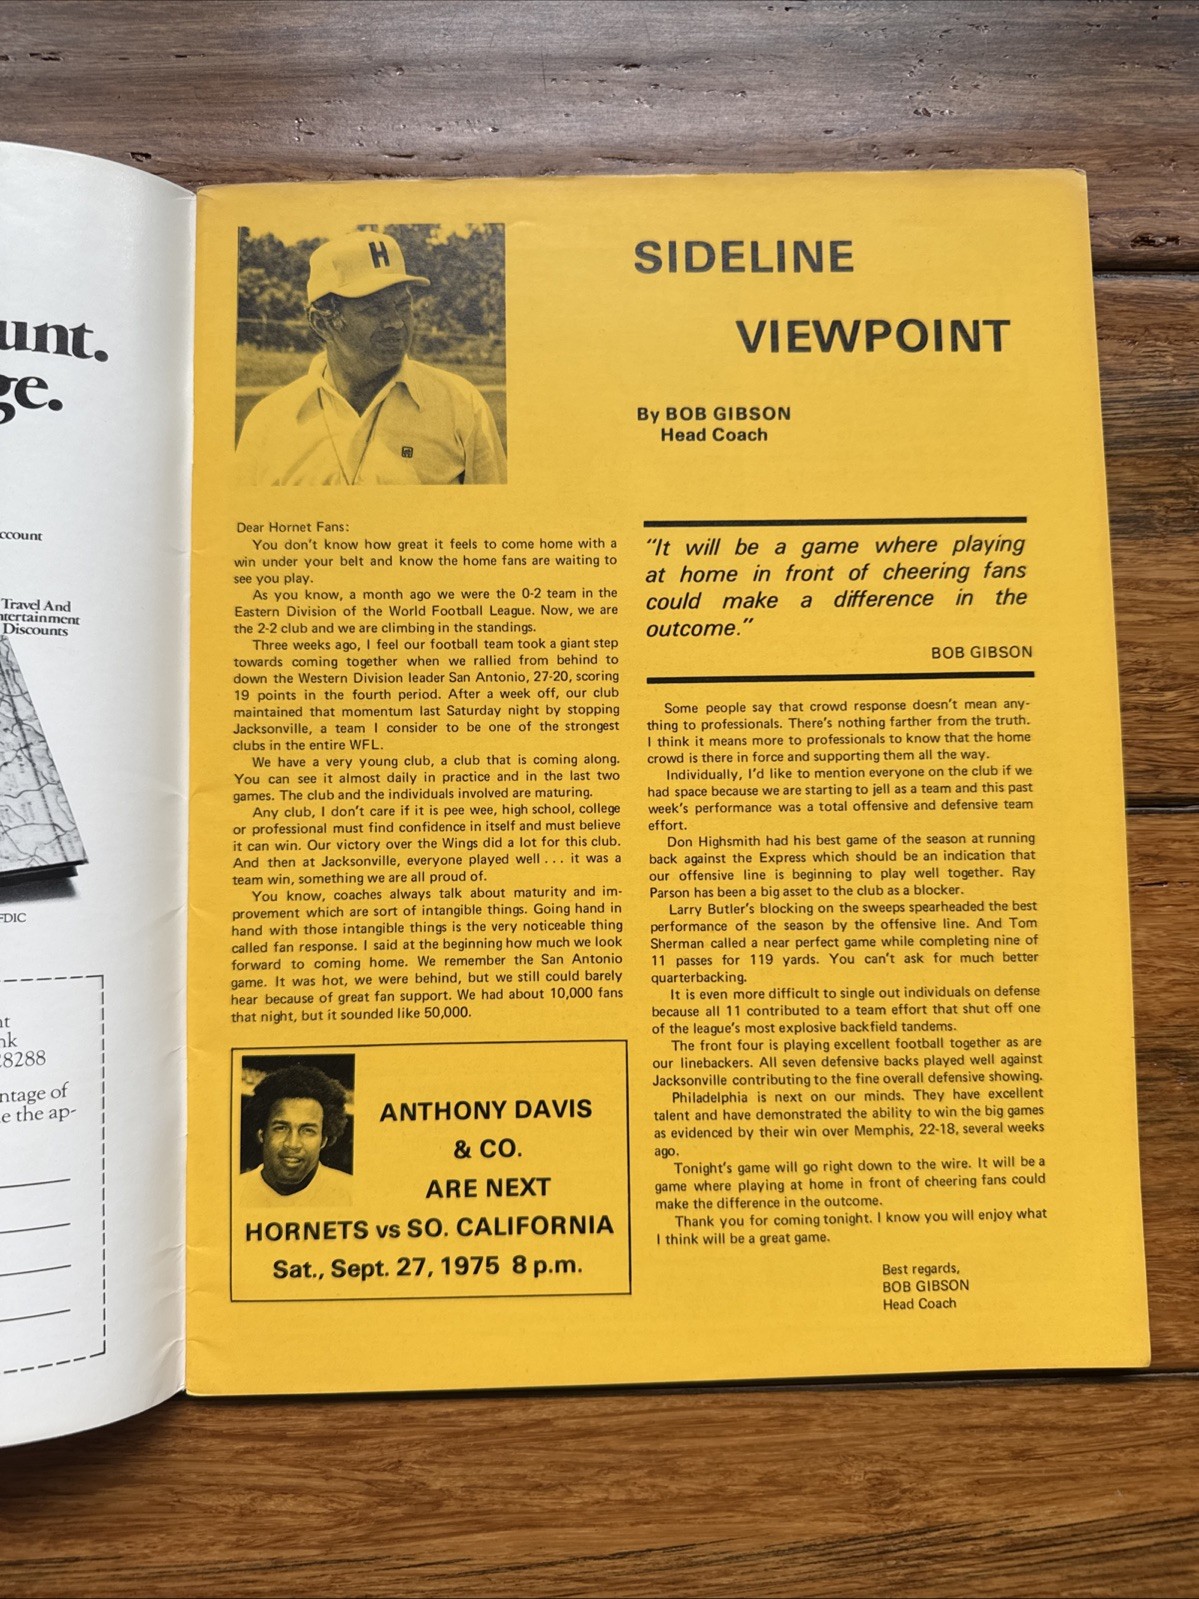 unt.
ge.
ccount
Travel And
ntertainment
Discounts
FDIC
nt
nk
28288
ntage of
e the ap-
H
SIDELINE
VIEWPOINT
By BOB GIBSON
Head Coach
Dear Hornet Fans:
You don't know how great it feels to come home with a
win under your belt and know the home fans are waiting to
see you play.
As you know, a month ago we were the 0-2 team in the
Eastern Division of the World Football League. Now, we are
the 2-2 club and we are climbing in the standings.
Three weeks ago, I feel our football team took a giant step
towards coming together when we rallied from behind to
down the Western Division leader San Antonio, 27-20, scoring
19 points in the fourth period. After a week off, our club
maintained that momentum last Saturday night by stopping
Jacksonville, a team I consider to be one of the strongest
clubs in the entire WFL.
We have a very young club, a club that is coming along.
You can see it almost daily in practice and in the last two
games. The club and the individuals involved are maturing.
Any club, I don't care if it is pee wee, high school, college
or professional must find confidence in itself and must believe
it can win. Our victory over the Wings did a lot for this club.
And then at Jacksonville, everyone played well . . . it was a
team win, something we are all proud of.
You know, coaches always talk about maturity and im-
provement which are sort of intangible things. Going hand in
hand with those intangible things is the very noticeable thing
called fan response. I said at the beginning how much we look
forward to coming home. We remember the San Antonio
game. It was hot, we were behind, but we still could barely
hear because of great fan support. We had about 10,000 fans
that night, but it sounded like 50,000.
ANTHONY DAVIS
& CO.
ARE NEXT
HORNETS vs SO. CALIFORNIA
Sat., Sept. 27, 1975 8 p.m.
"It will be a game where playing
at home in front of cheering fans
could make a difference in the
outcome."
BOB GIBSON
Some people say that crowd response doesn't mean any-
thing to professionals. There's nothing farther from the truth.
I think it means more to professionals to know that the home
crowd is there in force and supporting them all the way.
Individually, I'd like to mention everyone on the club if we
had space because we are starting to jell as a team and this past
week's performance was a total offensive and defensive team
effort.
Don Highsmith had his best game of the season at running
back against the Express which should be an indication that
our offensive line is beginning to play well together. Ray
Parson has been a big asset to the club as a blocker.
Larry Butler's blocking on the sweeps spearheaded the best
performance of the season by the offensive line. And Tom
Sherman called a near perfect game while completing nine of
11 passes for 119 yards. You can't ask for much better
quarterbacking.
It is even more difficult to single out individuals on defense
because all 11 contributed to a team effort that shut off one
of the league's most explosive backfield tandems.
The front four is playing excellent football together as are
our linebackers. All seven defensive backs played well against
Jacksonville contributing to the fine overall defensive showing.
Philadelphia is next on our minds. They have excellent
talent and have demonstrated the ability to win the big games
as evidenced by their win over Memphis, 22-18, several weeks
ago.
Tonight's game will go right down to the wire. It will be a
game where playing at home in front of cheering fans could
make the difference in the outcome.
Thank you for coming tonight. I know you will enjoy what
I think will be a great game.
Best regards,
BOB GIBSON
Head Coach